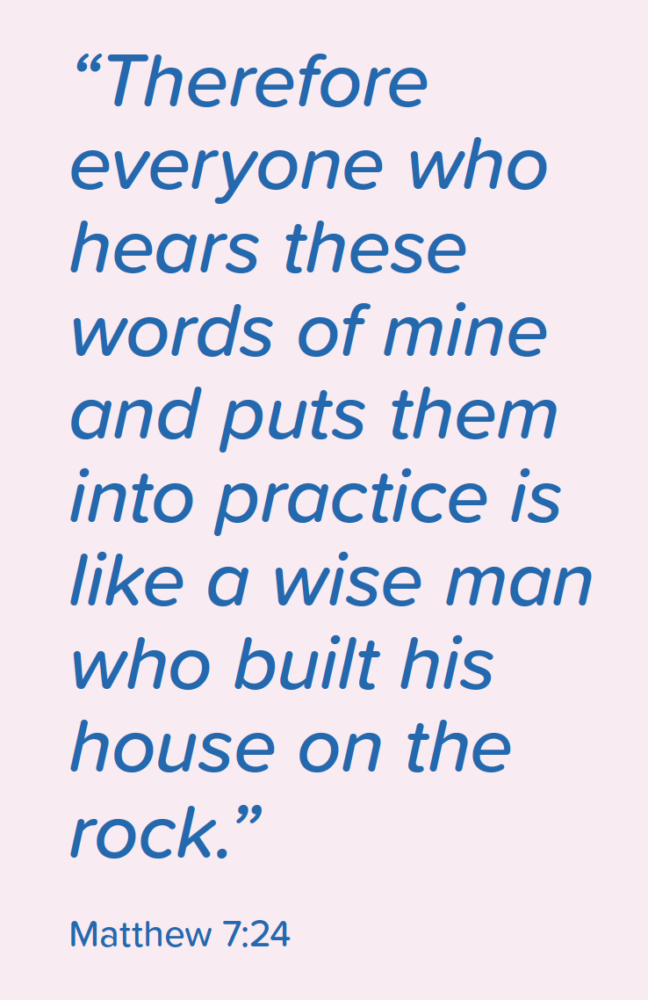 “Therefore
everyone who
hears these
words of mine
and puts them
into practice is
like a wise man
who built his
house on the
rock.”
Matthew 7:24